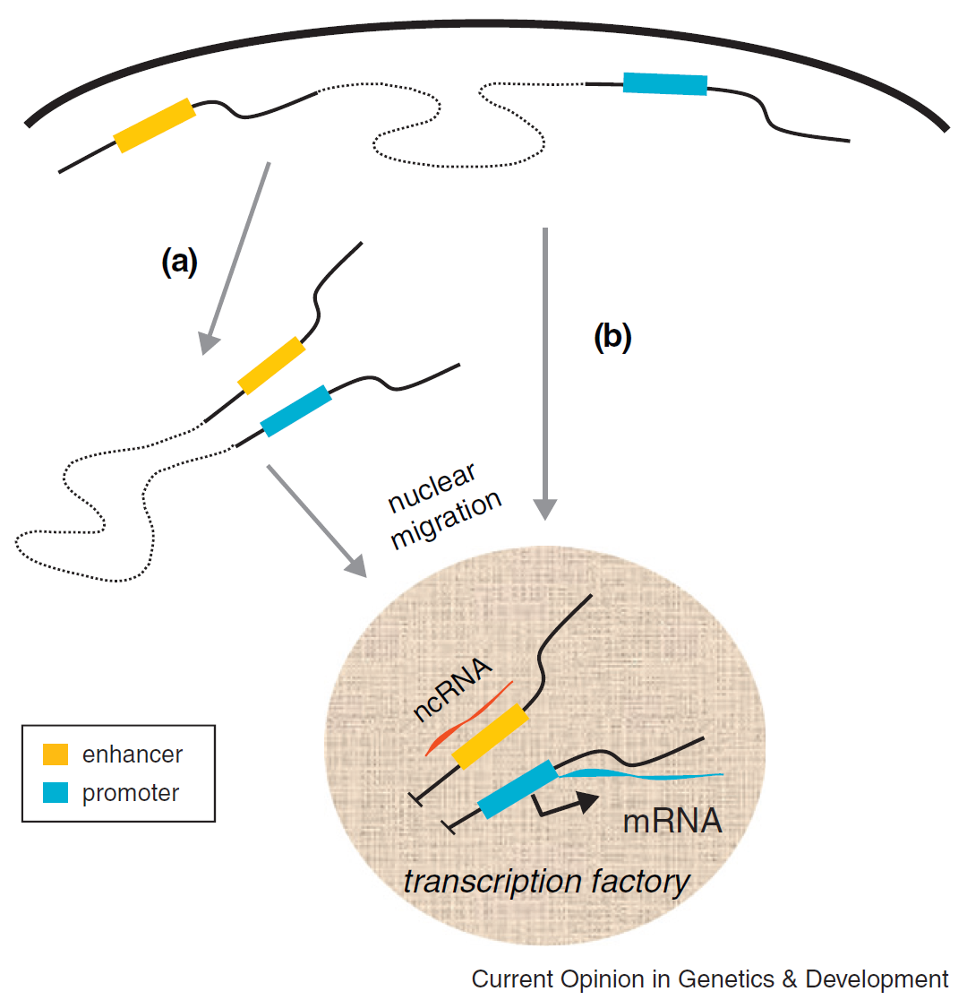 (a)
(b)
nuclear
migration
ncRNA
enhancer
promoter
mRNA
transcription factory
Current Opinion in Genetics & Development